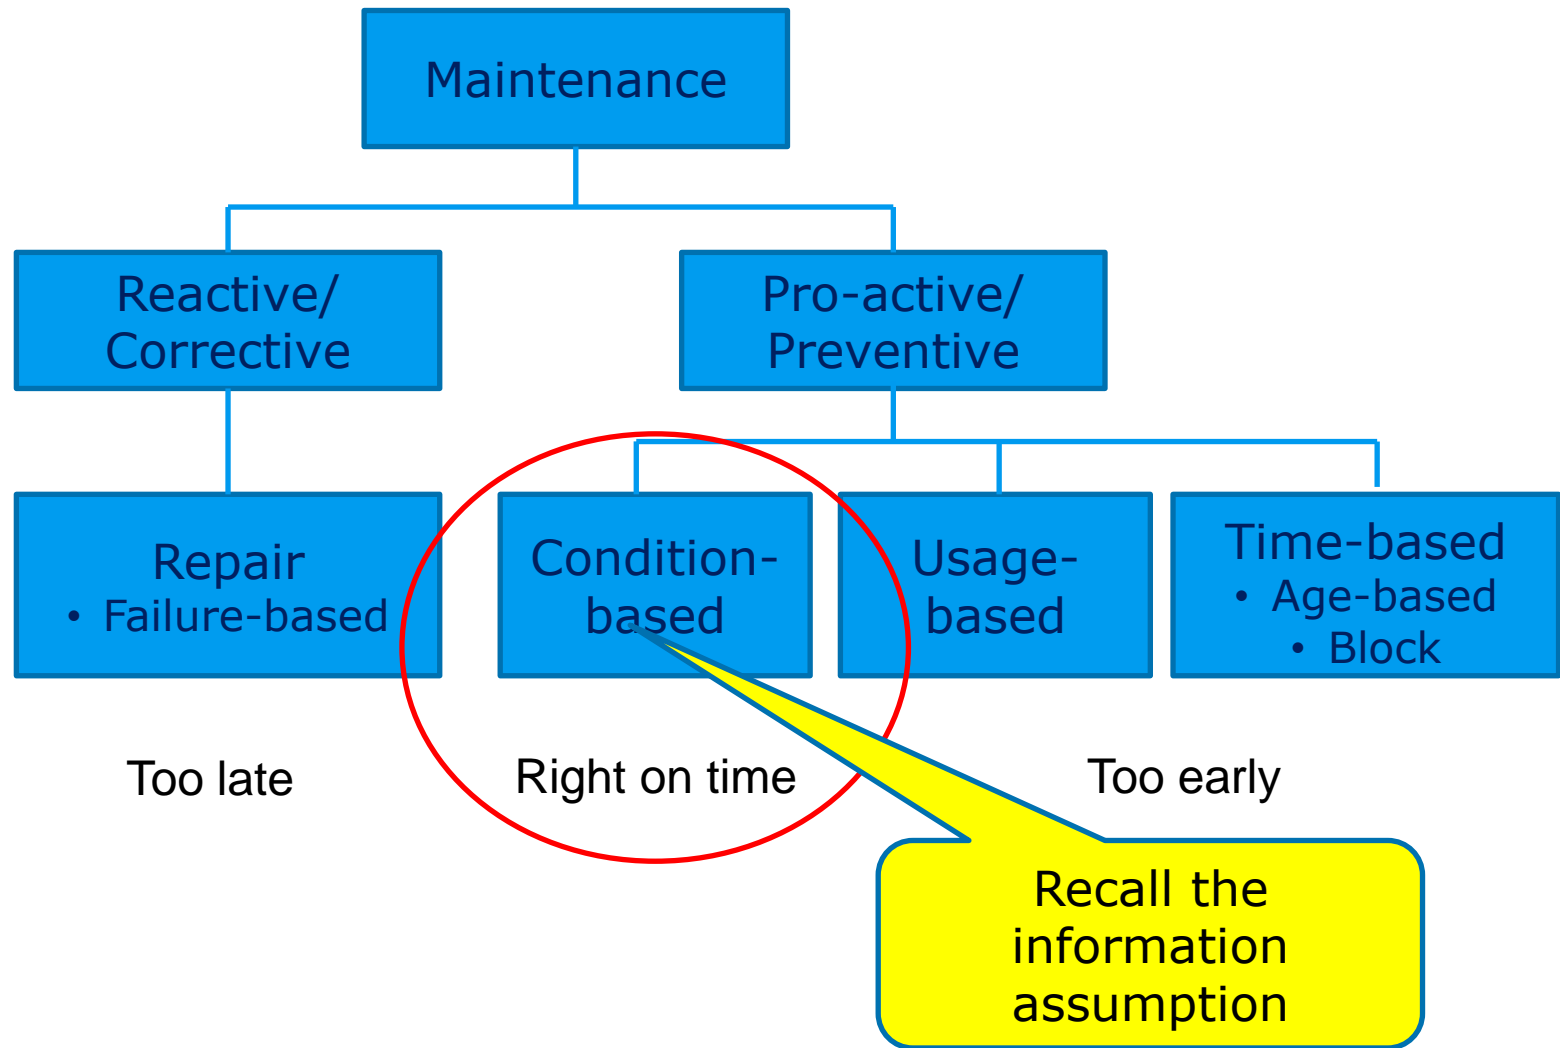 Maintenance
Reactive/
Corrective
Pro-active/
Preventive
Repair
• Failure-based
Condition-
based
Usage-
based
Time-based
• Age-based
• Block
Too late
Right on time
Too early
Recall the
information
assumption